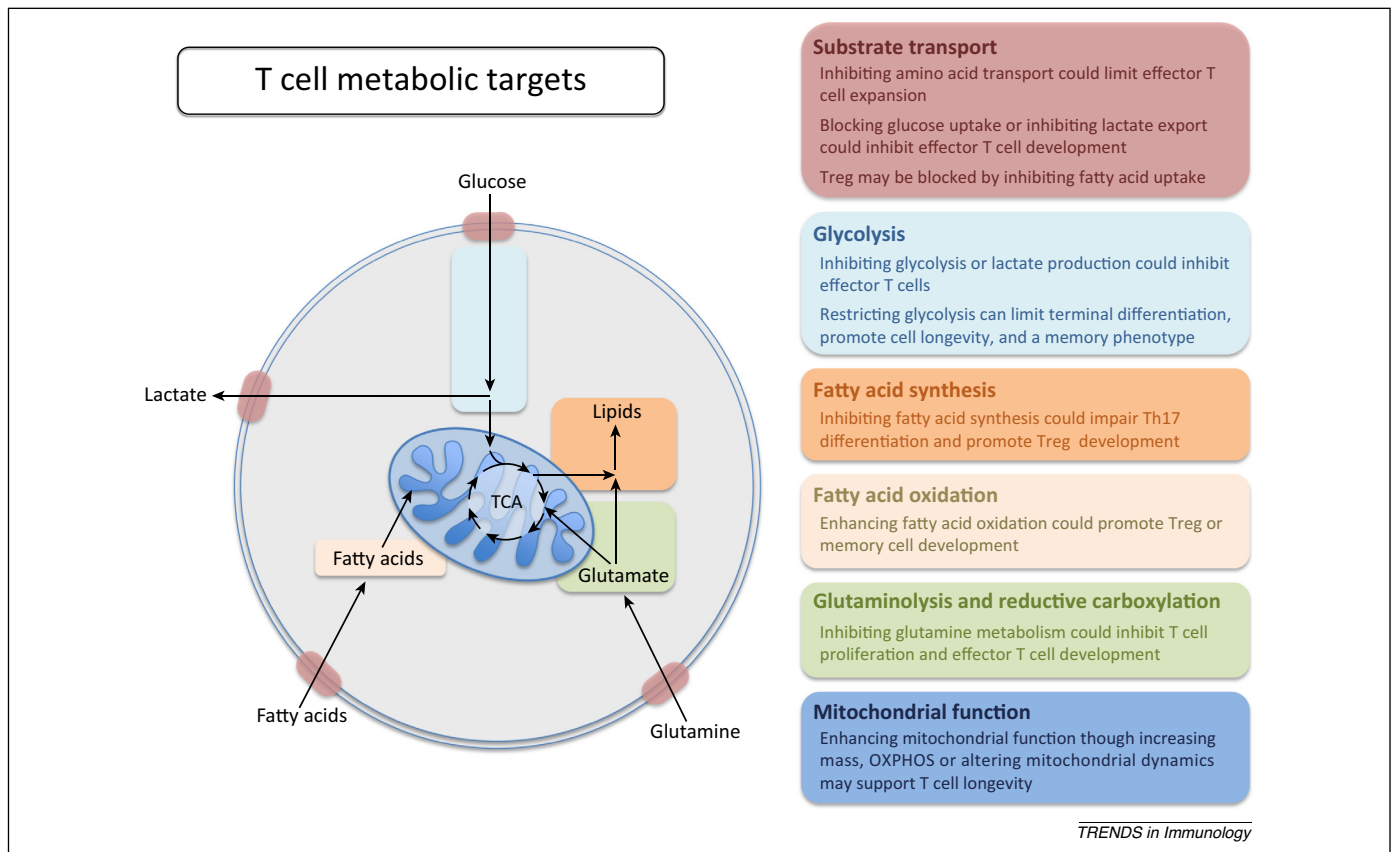 T cell metabolic targets
Glucose
Lactate
Lipids
TCA
Fatty acids
Glutamate
Fatty acids
Glutamine
Substrate transport
Inhibiting amino acid transport could limit effector T
cell expansion
Blocking glucose uptake or inhibiting lactate export
could inhibit effector T cell development
Treg may be blocked by inhibiting fatty acid uptake
Glycolysis
Inhibiting glycolysis or lactate production could inhibit
effector T cells
Restricting glycolysis can limit terminal differentiation,
promote cell longevity, and a memory phenotype
Fatty acid synthesis
Inhibiting fatty acid synthesis could impair Th17
differentiation and promote Treg development
Fatty acid oxidation
Enhancing fatty acid oxidation could promote Treg or
memory cell development
Glutaminolysis and reductive carboxylation
Inhibiting glutamine metabolism could inhibit T cell
proliferation and effector T cell development
Mitochondrial function
Enhancing mitochondrial function though increasing
mass, OXPHOS or altering mitochondrial dynamics
may support T cell longevity
TRENDS in Immunology